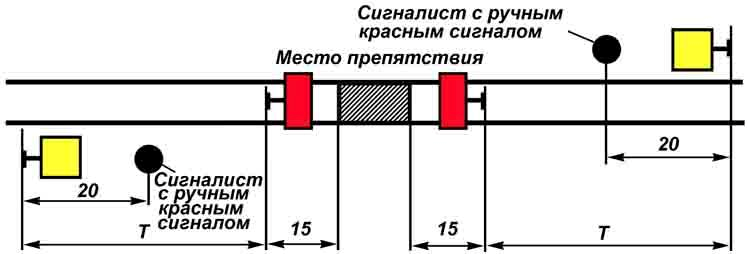 Сигналист с ручным
красным сигналом
Место препятствия
20
20
Сигналист
с ручным
красным
сигналом
Т
15
15
Т